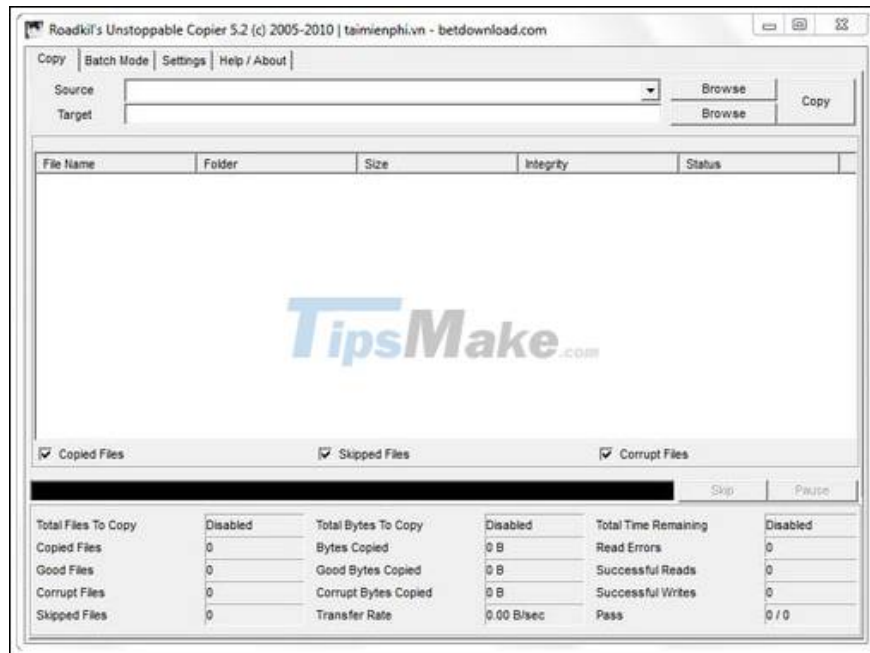 Roadkil's Unstoppable Copier 5.2 (c) 2005-2010 | taimienphi.vn - betdownload.com
Copy Batch Mode Settings Help / About
Source Browse
Copy
Target Browse
File Name Folder Size Integrity Status
TipsMake.com
Copied Files Skipped Files Corrupt Files
Skip Pause
Total Files To Copy Disabled Total Bytes To Copy Disabled Total Time Remaining Disabled
Copied Files 0 Bytes Copied 0 B Read Errors 0
Good Files 0 Good Bytes Copied 0 B Successful Reads 0
Corrupt Files 0 Corrupt Bytes Copied 0 B Successful Writes 0
Skipped Files 0 Transfer Rate 0.00 B/sec Pass 0 / 0